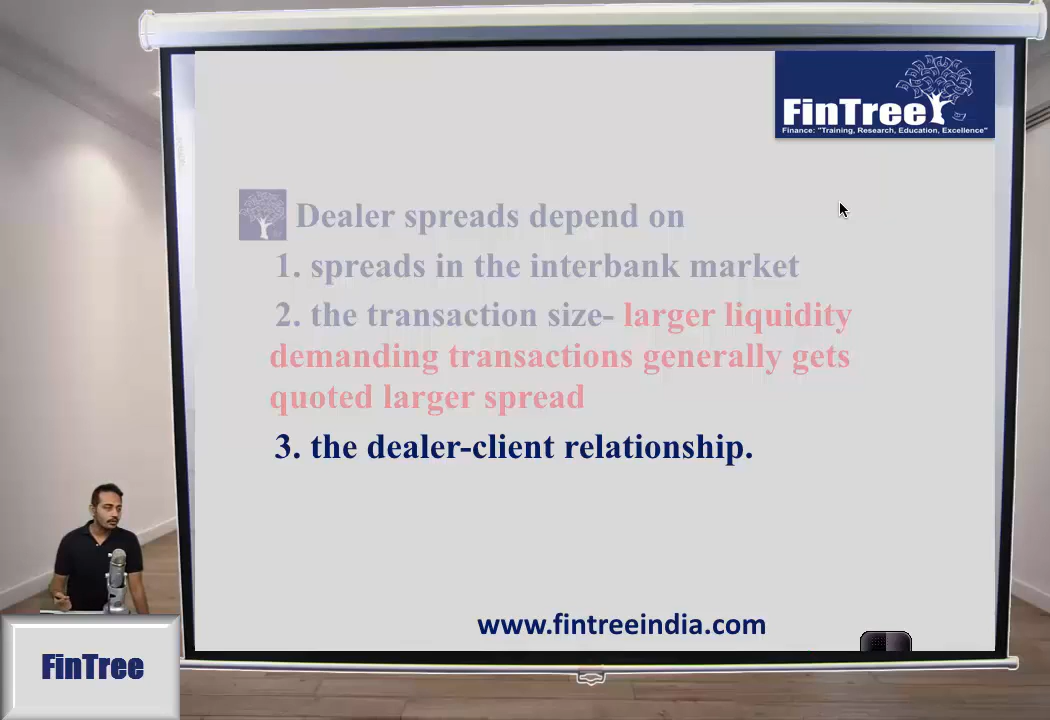 FinTree
Finance: "Training, Research, Education, Excellence"
Dealer spreads depend on
1. spreads in the interbank market
2. the transaction size- larger liquidity
demanding transactions generally gets
quoted larger spread
3. the dealer-client relationship.
www.fintreeindia.com
FinTree